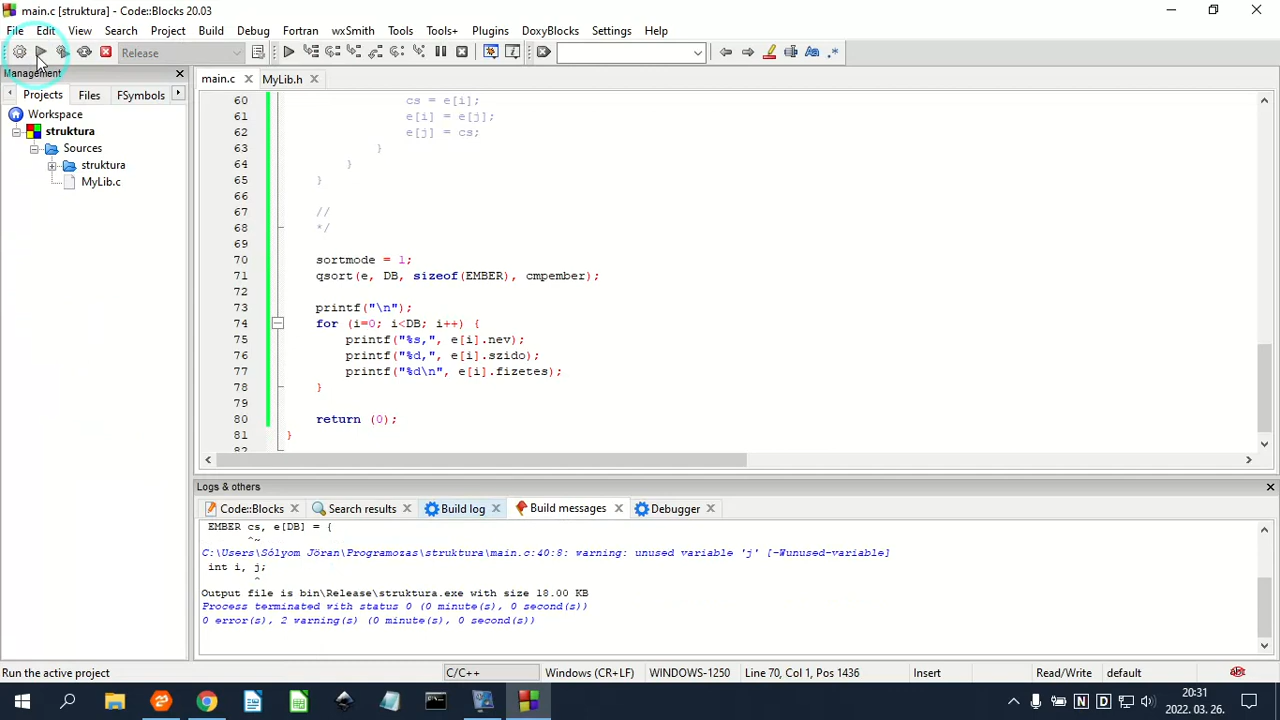 main.c [struktura] - Code::Blocks 20.03
File Edit View Search Project Build Debug Fortran wxSmith Tools Tools+ Plugins DoxyBlocks Settings Help
Release
Management
Projects Files FSymbols
Workspace
struktura
Sources
struktura
MyLib.c
main.c MyLib.h
60 cs = e[i];
61 e[i] = e[j];
62 e[j] = cs;
63 }
64 }
65 }
66
67 //
68 */
69
70 sortmode = 1;
71 qsort(e, DB, sizeof(EMBER), cmpember);
72
73 printf("\n");
74 for (i=0; i<DB; i++) {
75 printf("%s,", e[i].nev);
76 printf("%d,", e[i].szido);
77 printf("%d\n", e[i].fizetes);
78 }
79
80 return (0);
81 }
82
Logs & others
Code::Blocks Search results Build log Build messages Debugger
EMBER cs, e[DB] = {
^~
C:\Users\Sólyom Jöran\Programozas\struktura\main.c:40:8: warning: unused variable 'j' [-Wunused-variable]
int i, j;
^
Output file is bin\Release\struktura.exe with size 18.00 KB
Process terminated with status 0 (0 minute(s), 0 second(s))
0 error(s), 2 warning(s) (0 minute(s), 0 second(s))
Run the active project C/C++ Windows (CR+LF) WINDOWS-1250 Line 70, Col 1, Pos 1436 Insert Read/Write default
20:31
2022. 03. 26.